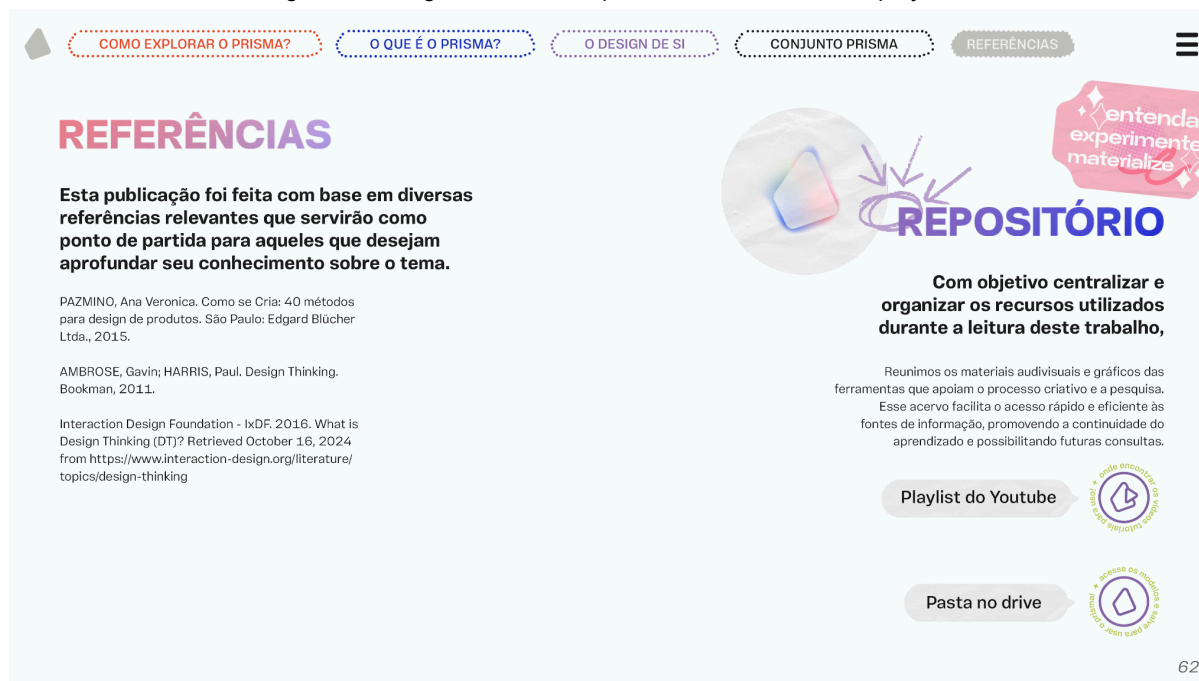 COMO EXPLORAR O PRISMA?
O QUE É O PRISMA?
O DESIGN DE SI
CONJUNTO PRISMA
REFERÊNCIAS
REFERÊNCIAS
Esta publicação foi feita com base em diversas
referências relevantes que servirão como
ponto de partida para aqueles que desejam
aprofundar seu conhecimento sobre o tema.
PAZMINO, Ana Veronica. Como se Cria: 40 métodos
para design de produtos. São Paulo: Edgard Blücher
Ltda., 2015.
AMBROSE, Gavin; HARRIS, Paul. Design Thinking.
Bookman, 2011.
Interaction Design Foundation - IxDF. 2016. What is
Design Thinking (DT)? Retrieved October 16, 2024
from https://www.interaction-design.org/literature/
topics/design-thinking
entenda
experimente
materialize
REPOSITÓRIO
Com objetivo centralizar e
organizar os recursos utilizados
durante a leitura deste trabalho,
Reunimos os materiais audivisuais e gráficos das
ferramentas que apoiam o processo criativo e a pesquisa.
Esse acervo facilita o acesso rápido e eficiente às
fontes de informação, promovendo a continuidade do
aprendizado e possibilitando futuras consultas.
Playlist do Youtube
+ onde encontrar os vídeos tutoriais para uso!
Pasta no drive
+ acesse os modelos e salve para usar o prisma!
62